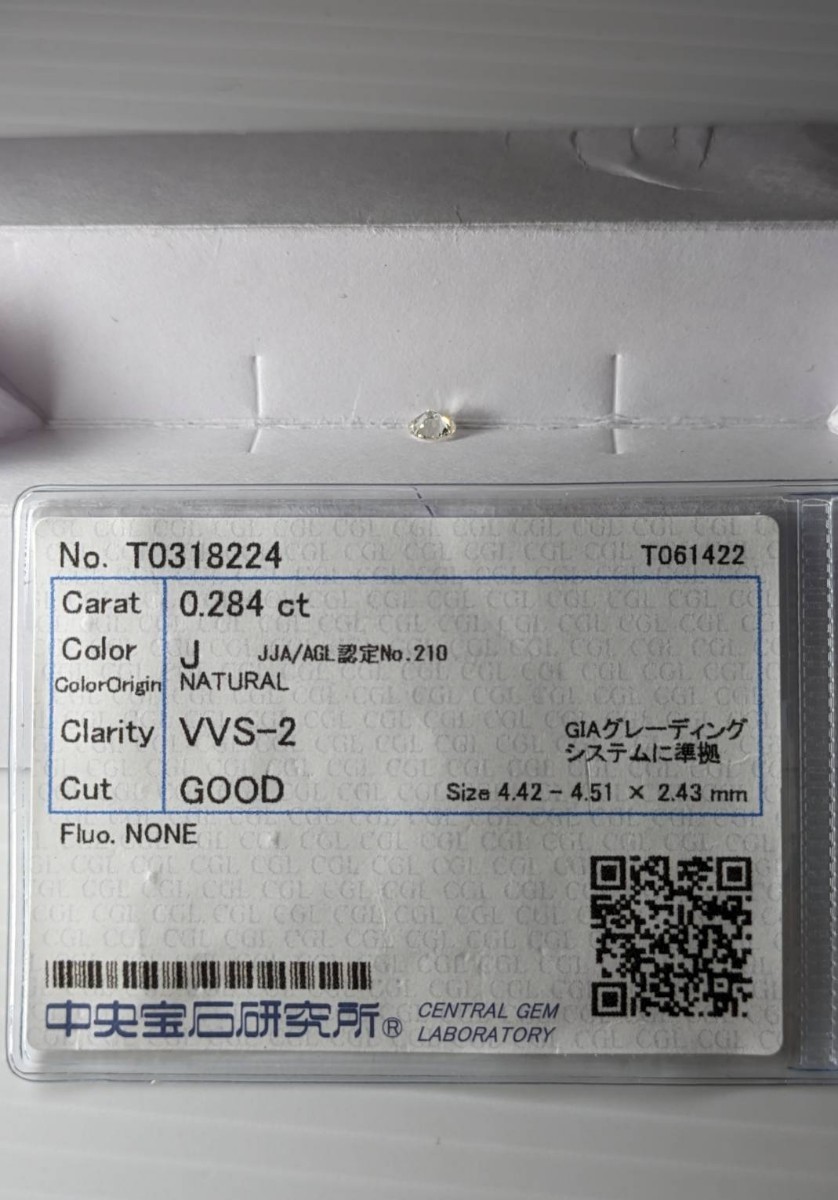 No. T0318224 T061422
Carat 0.284 ct
Color J JJA/AGL認定No.210
ColorOrigin NATURAL
Clarity VVS-2 GIAグレーディング
システムに準拠
Cut GOOD Size 4.42 - 4.51 × 2.43 mm
Fluo. NONE
中央宝石研究所® CENTRAL GEM
LABORATORY